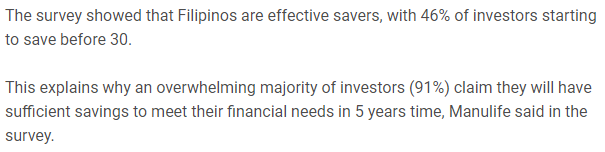 The survey showed that Filipinos are effective savers, with 46% of investors starting
to save before 30.
This explains why an overwhelming majority of investors (91%) claim they will have
sufficient savings to meet their financial needs in 5 years time, Manulife said in the
survey.